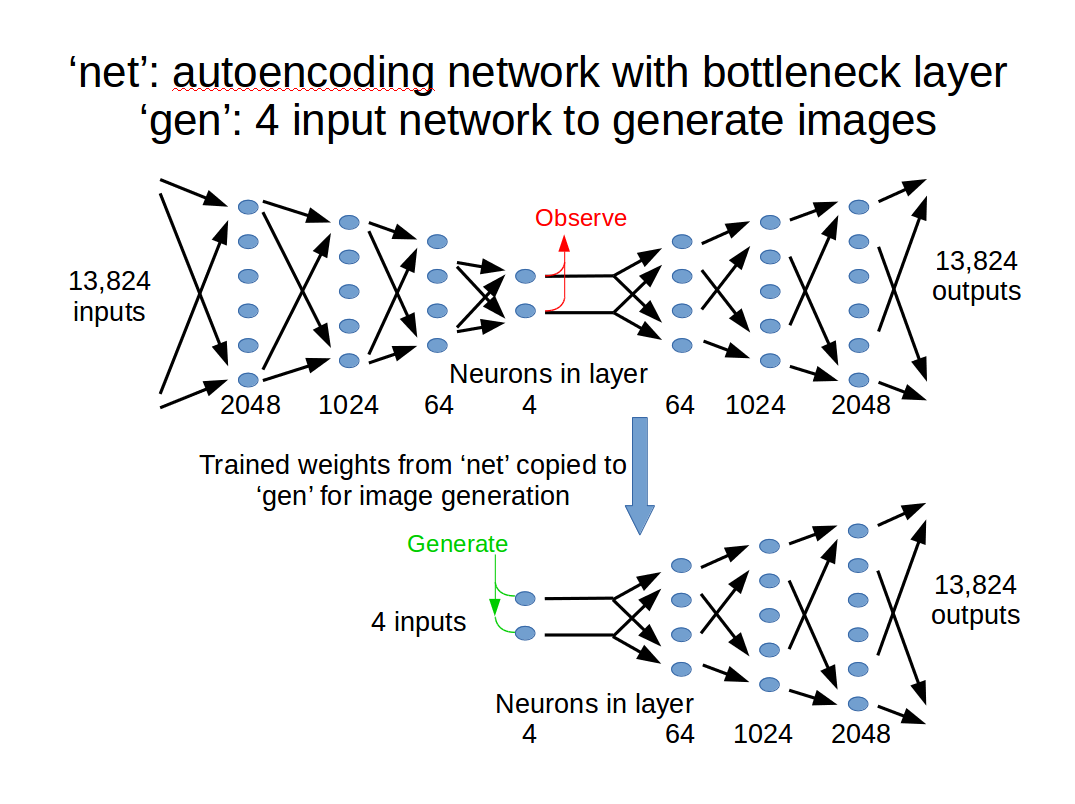 ‘net’: autoencoding network with bottleneck layer
‘gen’: 4 input network to generate images
Observe
13,824
inputs
13,824
outputs
Neurons in layer
2048 1024 64 4 64 1024 2048
Trained weights from ‘net’ copied to
‘gen’ for image generation
Generate
4 inputs
13,824
outputs
Neurons in layer
4 64 1024 2048